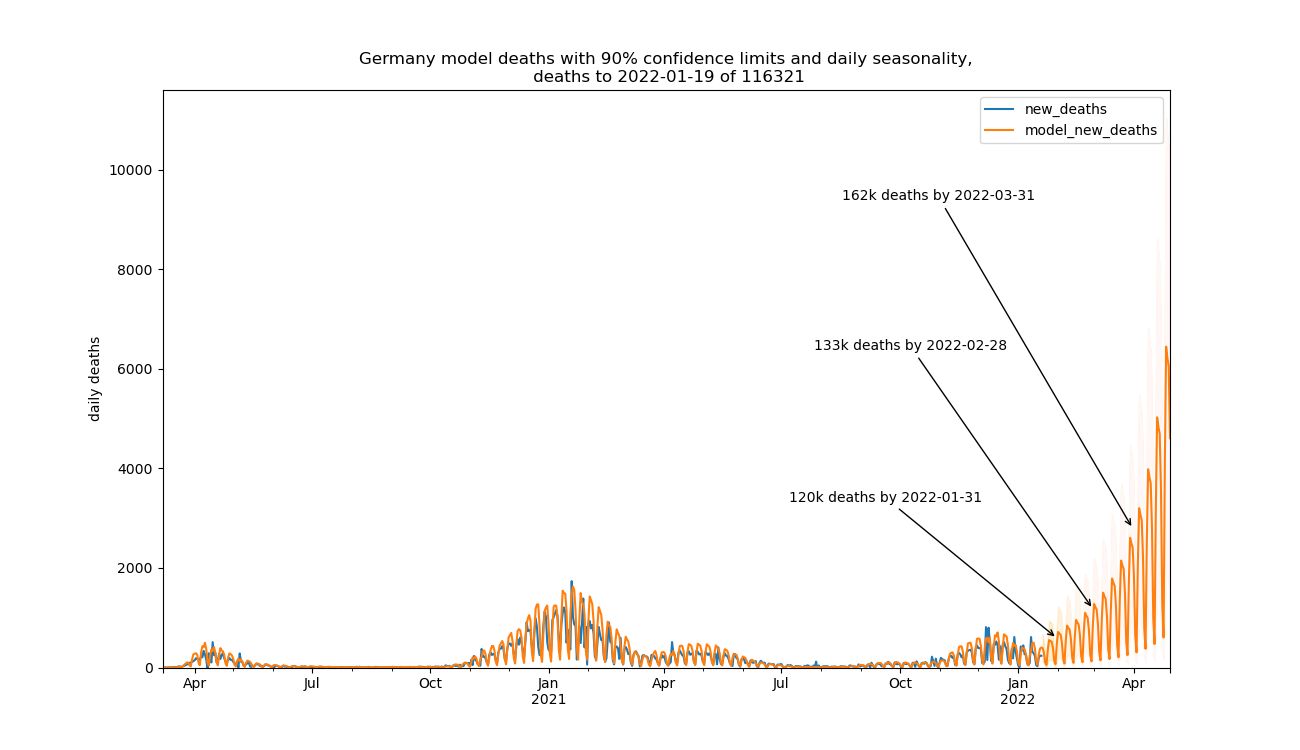 Germany model deaths with 90% confidence limits and daily seasonality,
deaths to 2022-01-19 of 116321
new_deaths
model_new_deaths
10000
162k deaths by 2022-03-31
8000
133k deaths by 2022-02-28
6000
daily deaths
4000
120k deaths by 2022-01-31
2000
0
Apr Jul Oct Jan Apr Jul Oct Jan Apr
2021 2022